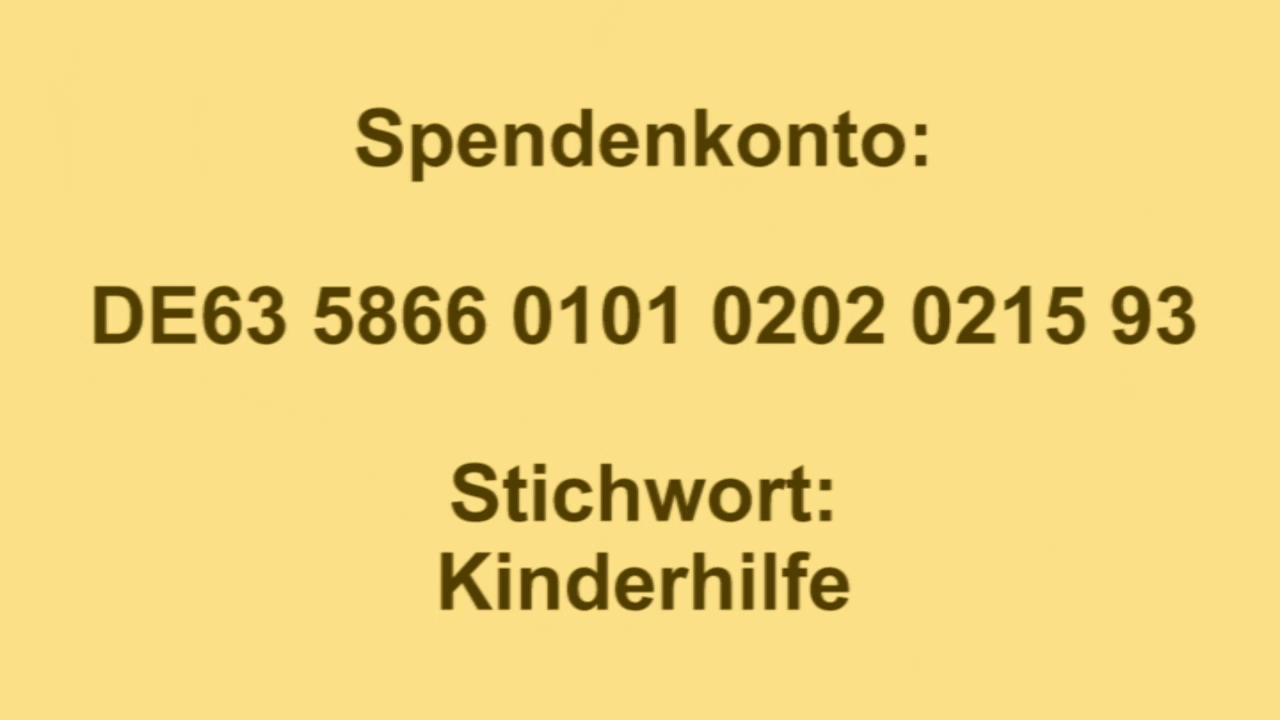 Spendenkonto:
DE63 5866 0101 0202 0215 93
Stichwort:
Kinderhilfe